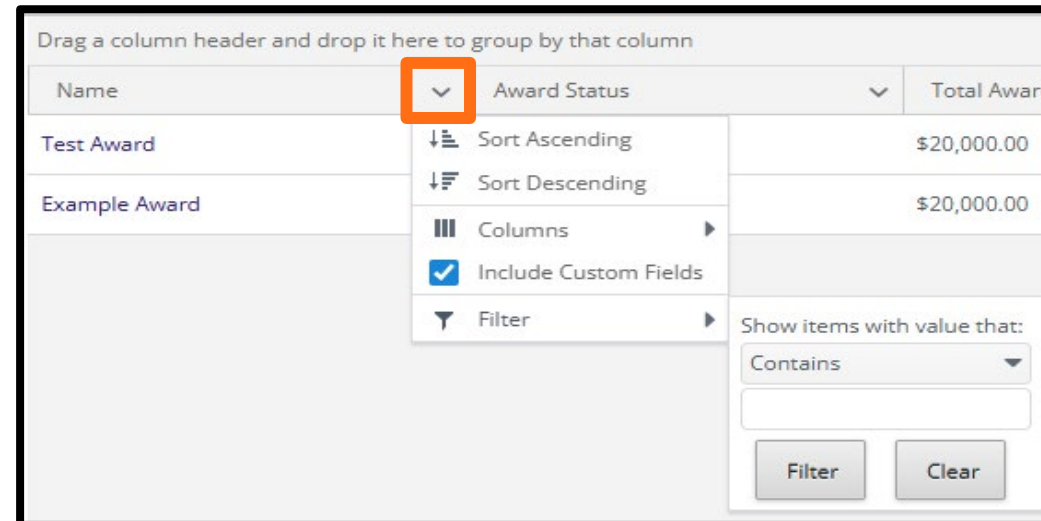 Drag a column header and drop it here to group by that column
Name Award Status Total Awar
Test Award $20,000.00
Sort Ascending
Sort Descending
Example Award $20,000.00
Columns
Include Custom Fields
Filter
Show items with value that:
Contains
Filter Clear